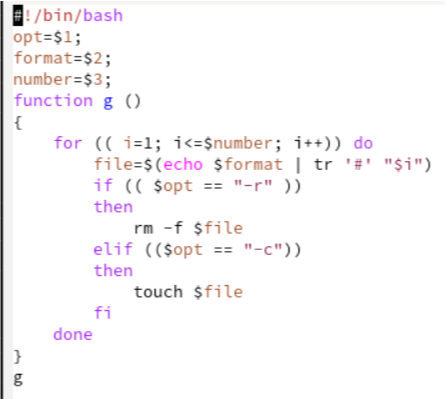 #!/bin/bash
opt=$1;
format=$2;
number=$3;
function g ()
{
    for (( i=1; i<=$number; i++)) do
        file=$(echo $format | tr '#' "$i")
        if (( $opt == "-r" ))
        then
            rm -f $file
        elif (($opt == "-c"))
        then
            touch $file
        fi
    done
}
g